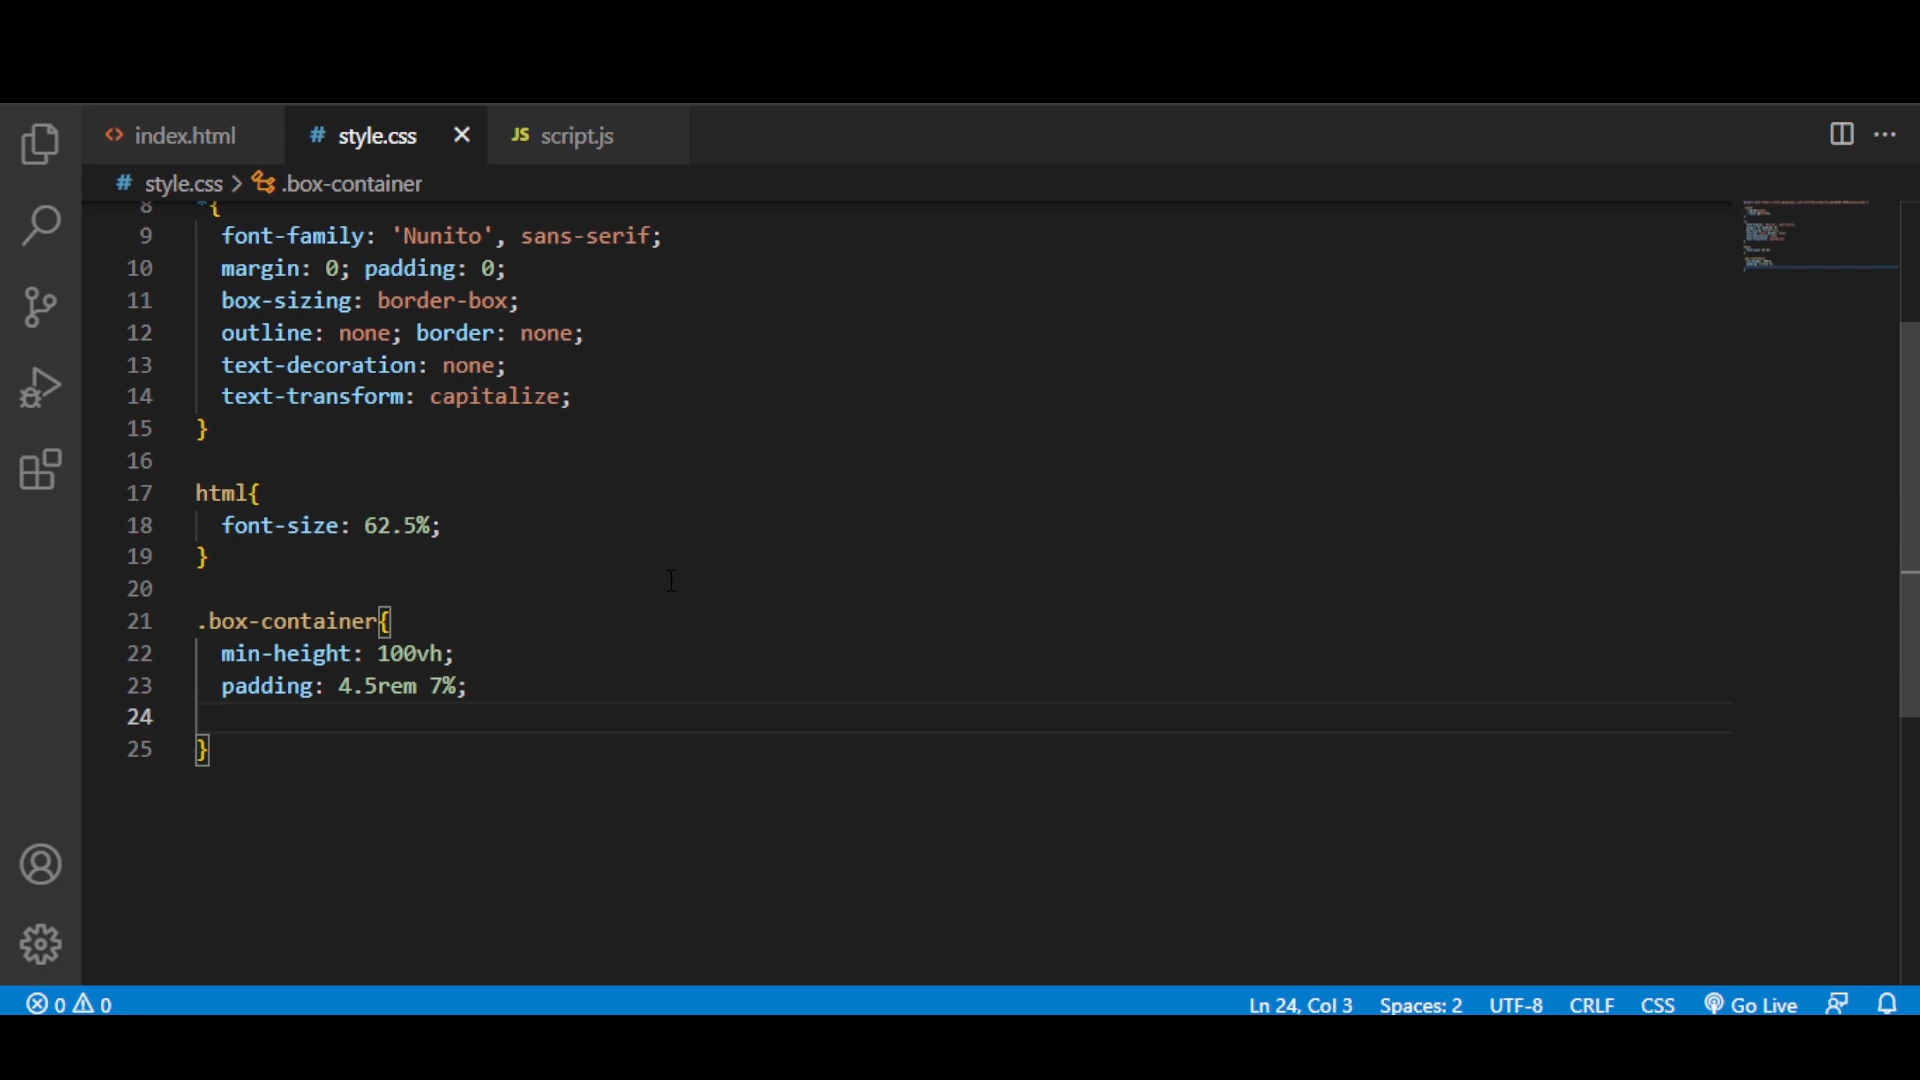 <> index.html # style.css × JS script.js
# style.css > .box-container
8 *{
9 font-family: 'Nunito', sans-serif;
10 margin: 0; padding: 0;
11 box-sizing: border-box;
12 outline: none; border: none;
13 text-decoration: none;
14 text-transform: capitalize;
15 }
16
17 html{
18 font-size: 62.5%;
19 }
20
21 .box-container{
22 min-height: 100vh;
23 padding: 4.5rem 7%;
24
25 }
0 0 Ln 24, Col 3 Spaces: 2 UTF-8 CRLF CSS Go Live